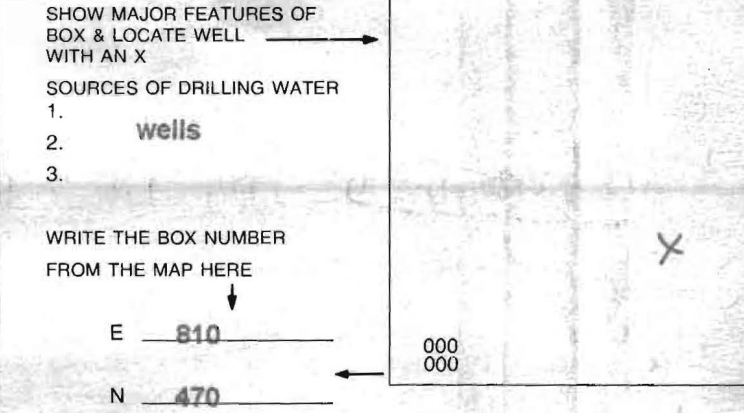 SHOW MAJOR FEATURES OF
BOX & LOCATE WELL
WITH AN X
SOURCES OF DRILLING WATER
1.
wells
2.
3.
X
WRITE THE BOX NUMBER
FROM THE MAP HERE
E 810
N 470
000
000